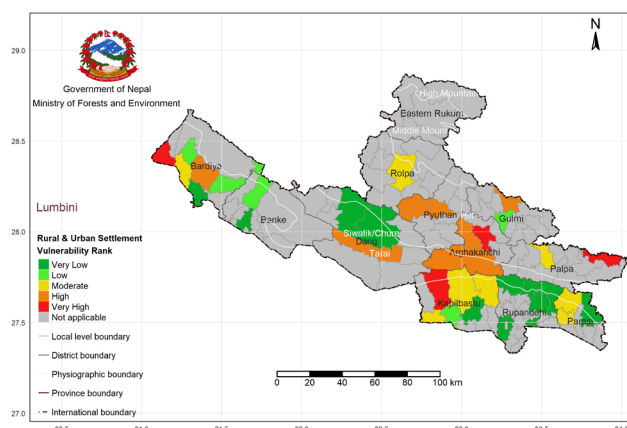 29.0
N
Government of Nepal
Ministry of Forests and Environment
High Mountain
Eastern Rukum
Middle Mount
28.5
Bardiya
Rolpa
Lumbini
Banke
Pyuthan
Hill
Gulmi
Rural & Urban Settlement
Vulnerability Rank
Siwalik/Chure
Dang
28.0
Tarai
Arghakanchi
Palpa
Very Low
Low
Moderate
High
Very High
Not applicable
Kapilbastu
Rupandehi
Local level boundary
27.5
District boundary
Physiographic boundary
0 20 40 60 80 100 km
Province boundary
International boundary
27.0